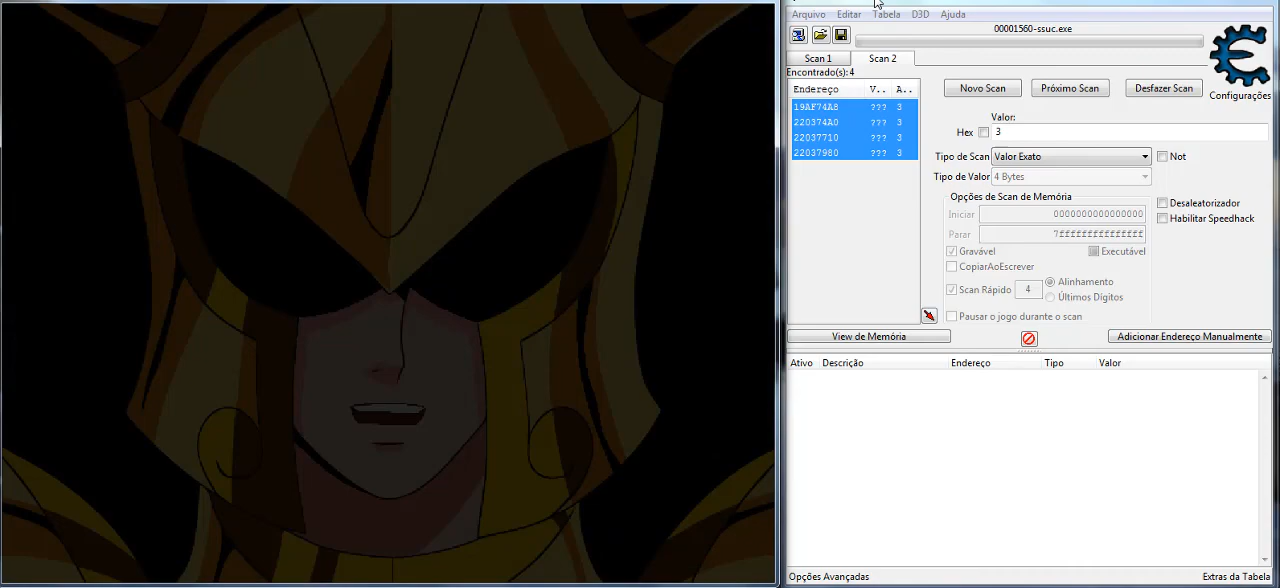 Arquivo Editar Tabela D3D Ajuda
00001560-ssuc.exe
Scan 1 Scan 2
Encontrado(s):4
Endereço V.. A..
19AF74A8 ??? 3
220374A0 ??? 3
22037710 ??? 3
22037980 ??? 3
Configurações
Novo Scan Próximo Scan Desfazer Scan
Valor:
Hex 3
Tipo de Scan Valor Exato Not
Tipo de Valor 4 Bytes
Opções de Scan de Memória
Iniciar 0000000000000000
Parar 7fffffffffffffff
Gravável Executável
CopiarAoEscrever
Scan Rápido 4 Alinhamento
Últimos Dígitos
Pausar o jogo durante o scan
Desaleatorizador
Habilitar Speedhack
View de Memória Adicionar Endereço Manualmente
Ativo Descrição Endereço Tipo Valor
Opções Avançadas Extras da Tabela